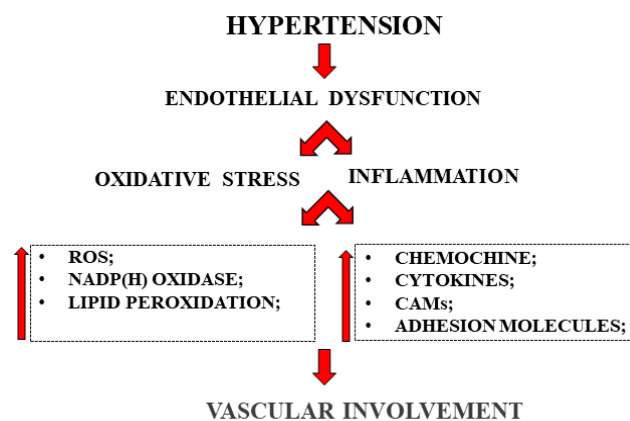 HYPERTENSION
ENDOTHELIAL DYSFUNCTION
OXIDATIVE STRESS
INFLAMMATION
• ROS;
• NADP(H) OXIDASE;
• LIPID PEROXIDATION;
• CHEMOCHINE;
• CYTOKINES;
• CAMs;
• ADHESION MOLECULES;
VASCULAR INVOLVEMENT